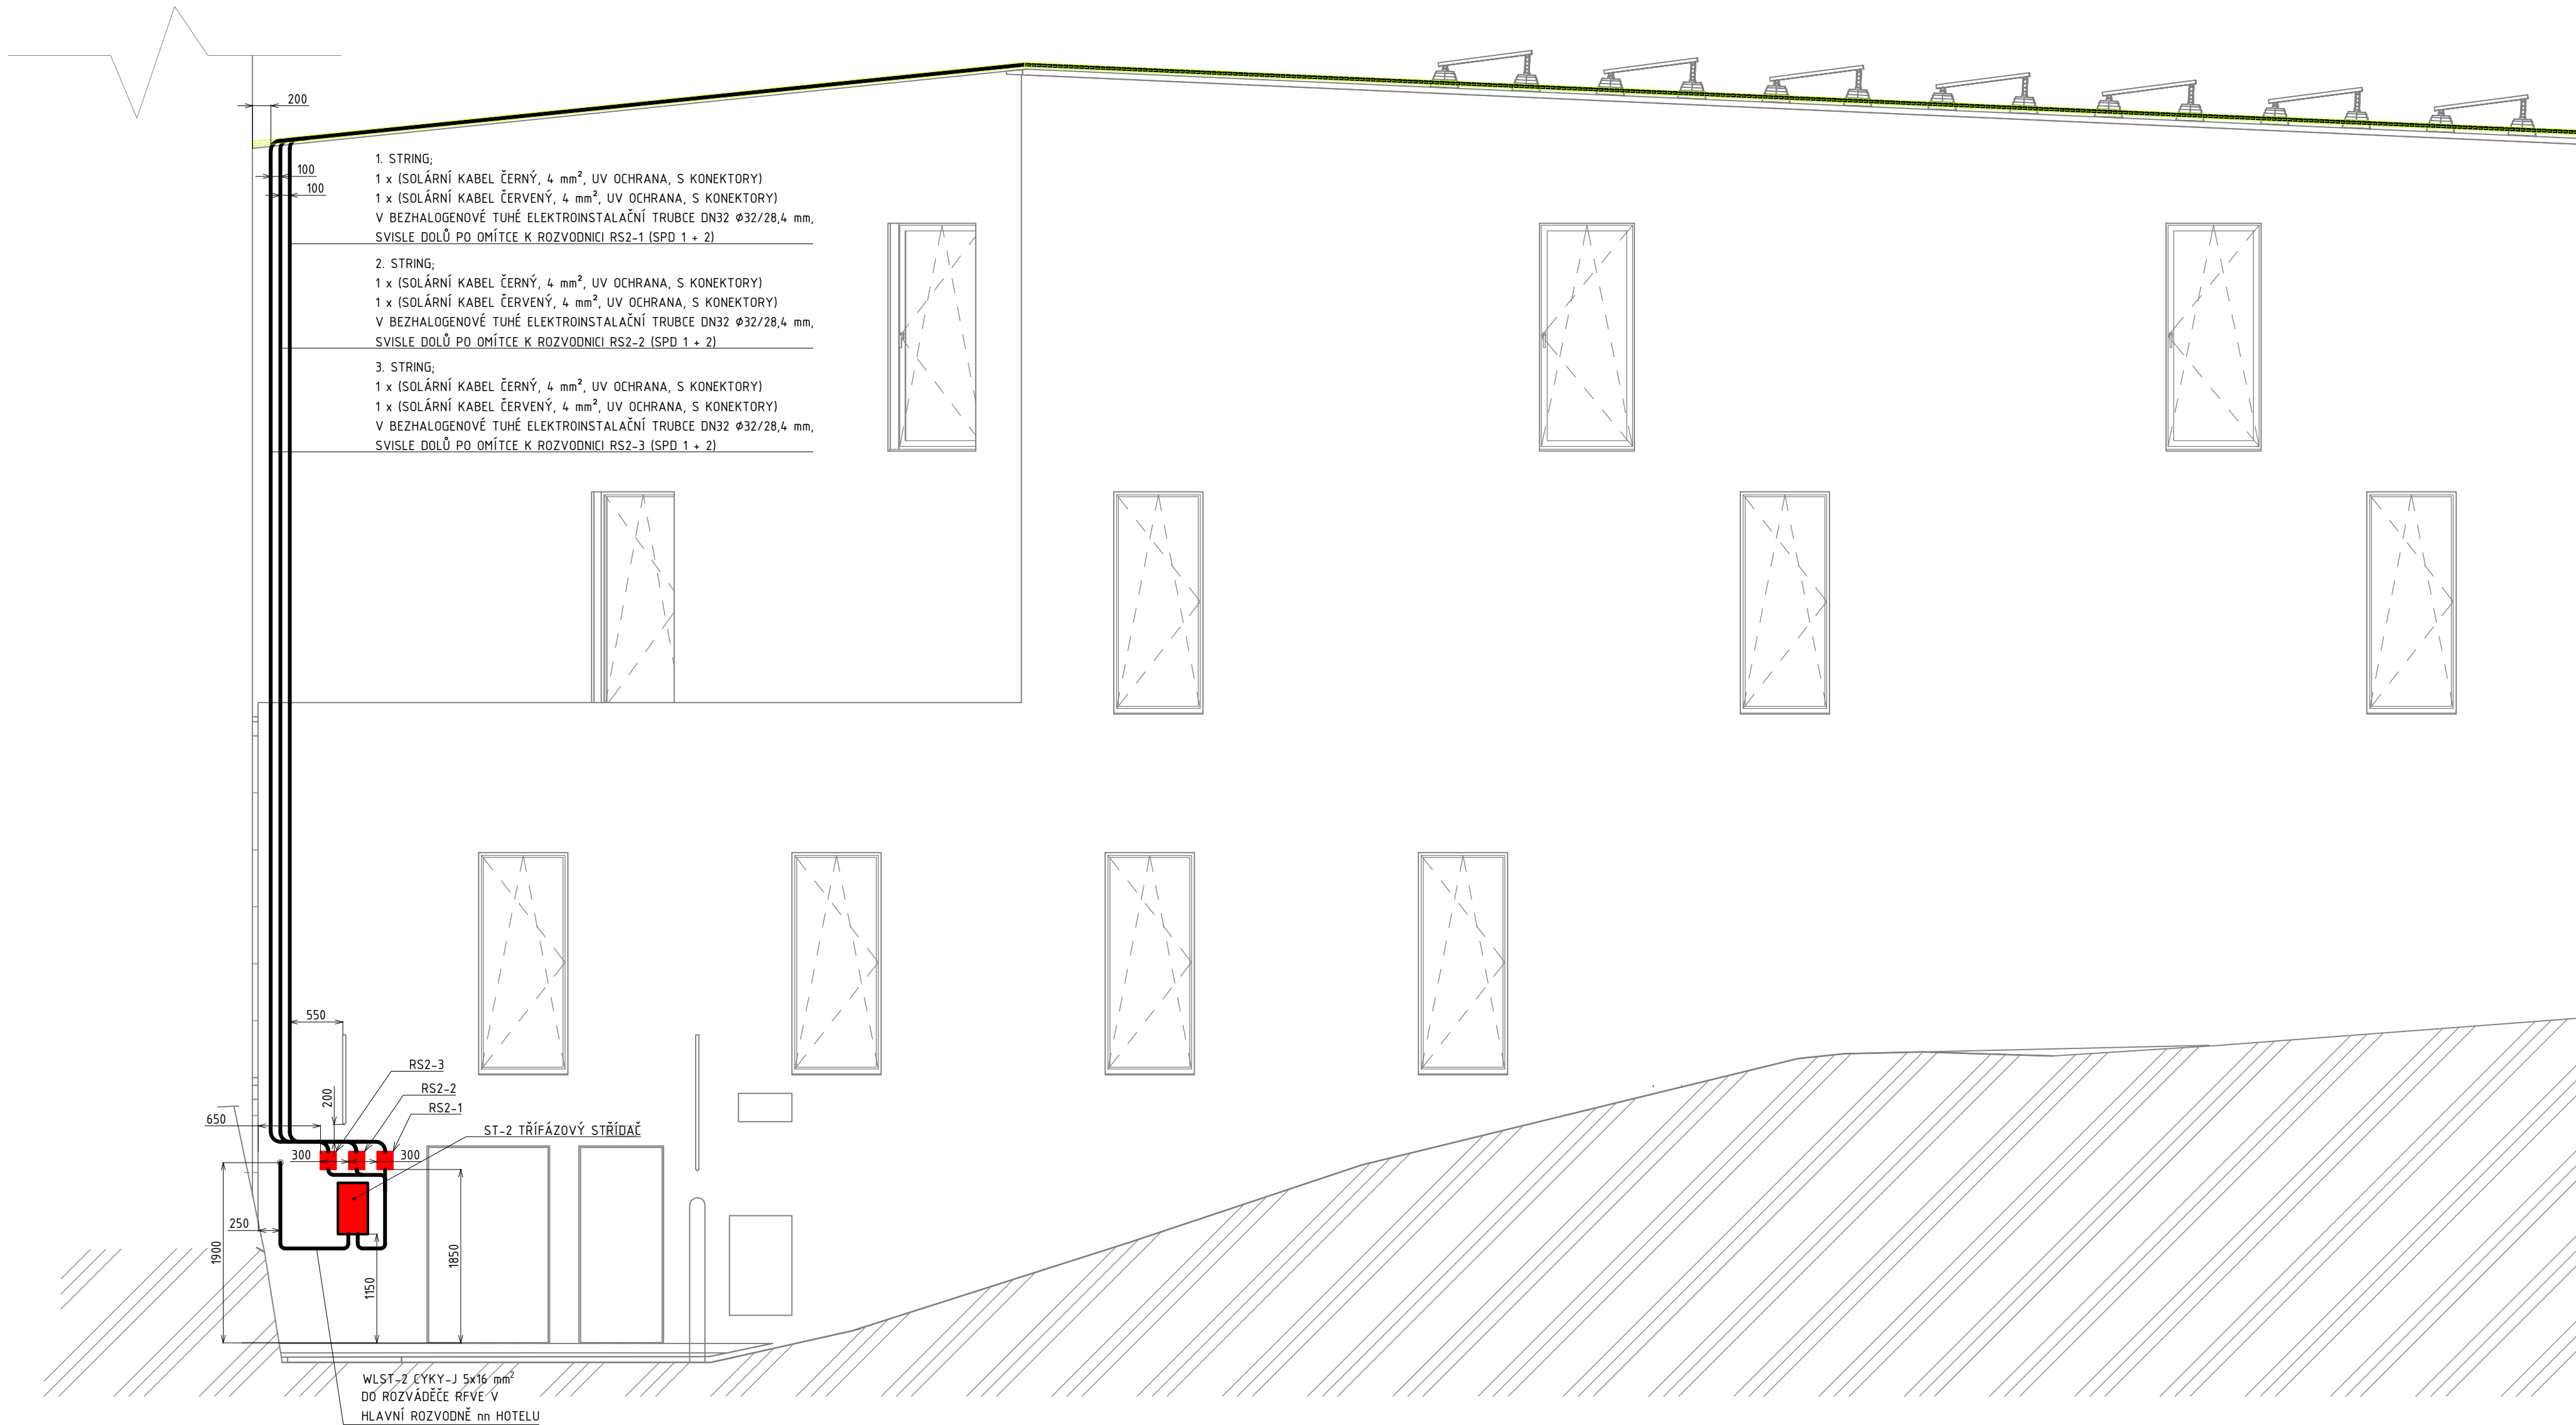 200
100
100
1. STRING;
1 x (SOLÁRNÍ KABEL ČERNÝ, 4 mm², UV OCHRANA, S KONEKTORY)
1 x (SOLÁRNÍ KABEL ČERVENÝ, 4 mm², UV OCHRANA, S KONEKTORY)
V BEZHALOGENOVÉ TUHÉ ELEKTROINSTALAČNÍ TRUBCE DN32 Ø32/28,4 mm,
SVISLE DOLŮ PO OMÍTCE K ROZVODNICI RS2-1 (SPD 1 + 2)
2. STRING;
1 x (SOLÁRNÍ KABEL ČERNÝ, 4 mm², UV OCHRANA, S KONEKTORY)
1 x (SOLÁRNÍ KABEL ČERVENÝ, 4 mm², UV OCHRANA, S KONEKTORY)
V BEZHALOGENOVÉ TUHÉ ELEKTROINSTALAČNÍ TRUBCE DN32 Ø32/28,4 mm,
SVISLE DOLŮ PO OMÍTCE K ROZVODNICI RS2-2 (SPD 1 + 2)
3. STRING;
1 x (SOLÁRNÍ KABEL ČERNÝ, 4 mm², UV OCHRANA, S KONEKTORY)
1 x (SOLÁRNÍ KABEL ČERVENÝ, 4 mm², UV OCHRANA, S KONEKTORY)
V BEZHALOGENOVÉ TUHÉ ELEKTROINSTALAČNÍ TRUBCE DN32 Ø32/28,4 mm,
SVISLE DOLŮ PO OMÍTCE K ROZVODNICI RS2-3 (SPD 1 + 2)
550
RS2-3
RS2-2
RS2-1
200
650
ST-2 TŘÍFÁZOVÝ STŘÍDAČ
300
300
250
1900
1850
1150
WLST-2 CYKY-J 5x16 mm²
DO ROZVÁDĚČE RFVE V
HLAVNÍ ROZVODNĚ nn HOTELU